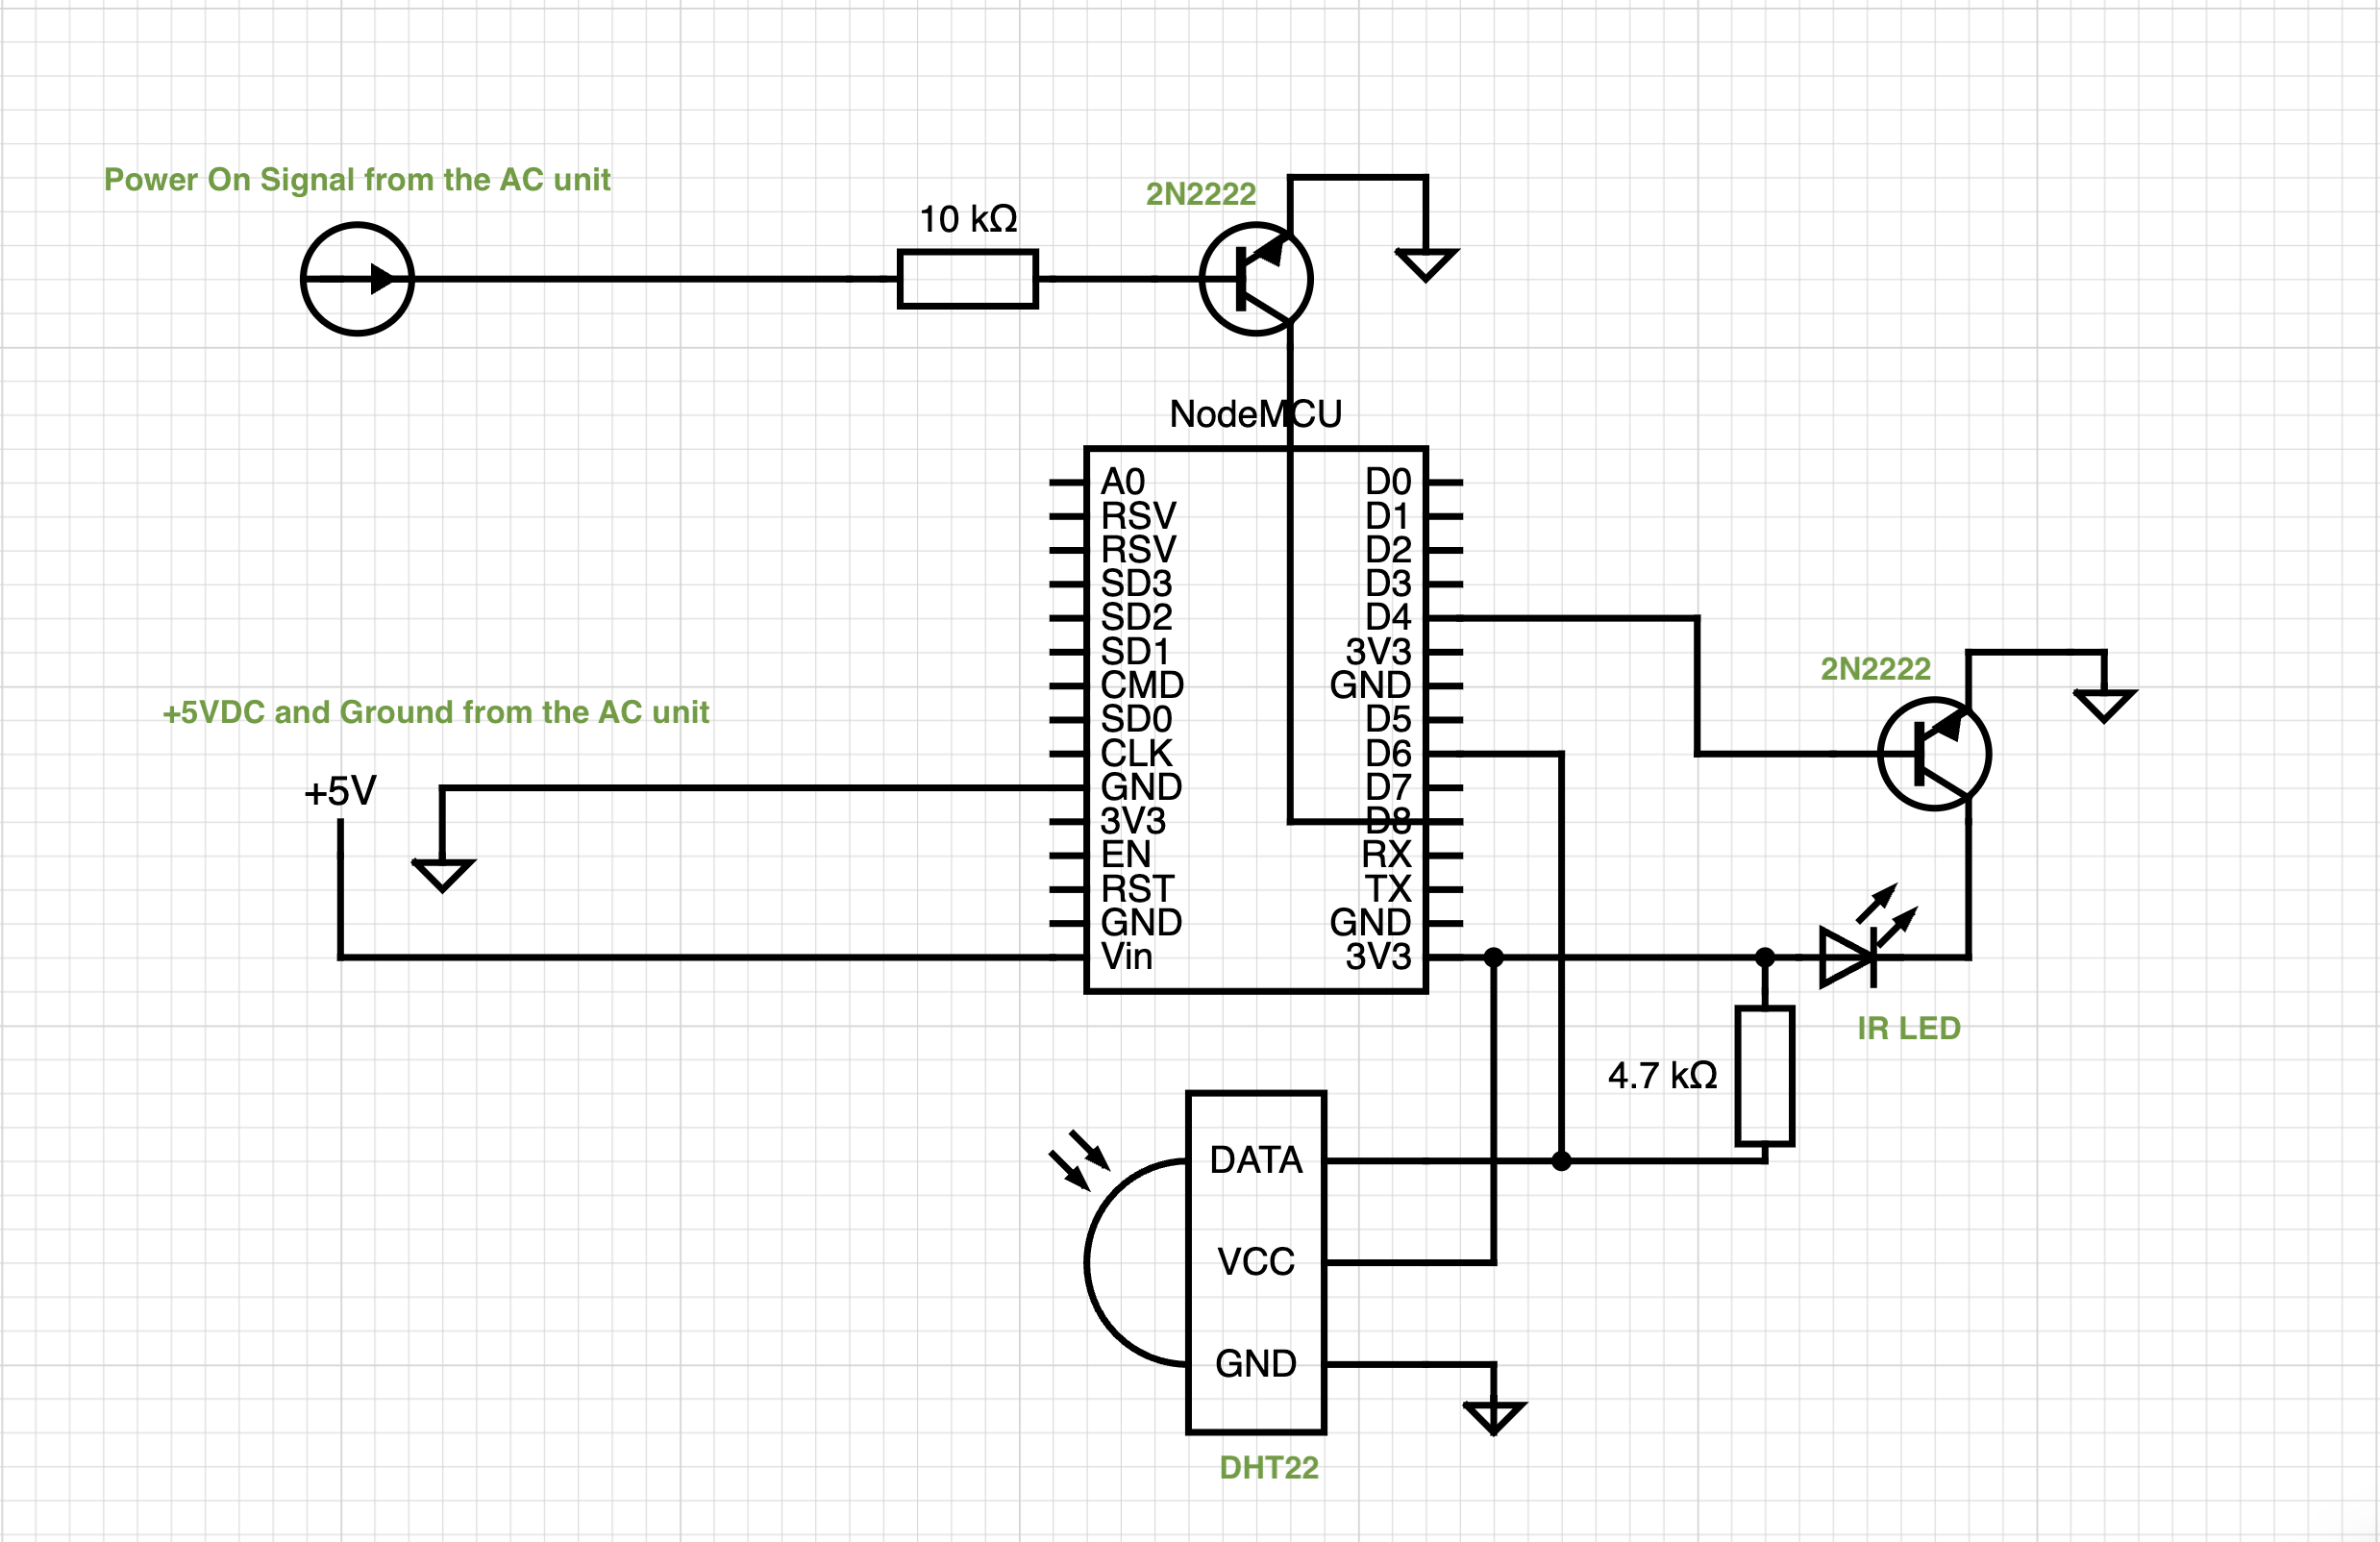 Power On Signal from the AC unit
10 kΩ
2N2222
NodeMCU
A0
RSV
RSV
SD3
SD2
SD1
CMD
SD0
CLK
GND
3V3
EN
RST
GND
Vin
D0
D1
D2
D3
D4
3V3
GND
D5
D6
D7
D8
RX
TX
GND
3V3
2N2222
+5VDC and Ground from the AC unit
+5V
IR LED
4.7 kΩ
DATA
VCC
GND
DHT22